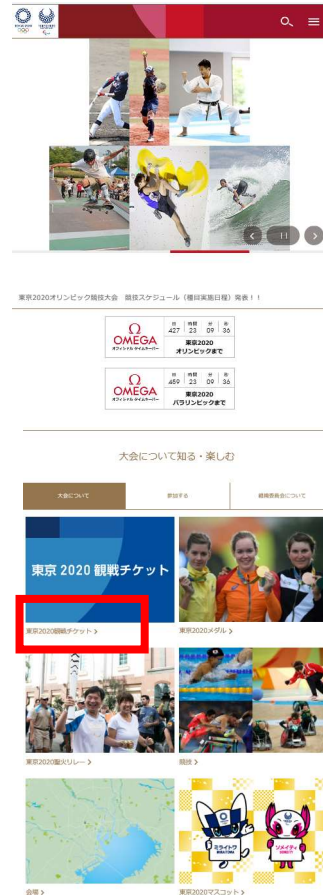 東京2020オリンピック競技大会 競技スケジュール(種目実施日程)発表!!
OMEGA
オフィシャル タイムキーパー
日 時間 分 秒
427 23 09 36
東京2020
オリンピックまで
OMEGA
オフィシャル タイムキーパー
日 時間 分 秒
459 23 09 36
東京2020
パラリンピックまで
大会について知る・楽しむ
大会について
参加する
組織委員会について
東京 2020 観戦チケット
東京2020観戦チケット >
東京2020メダル >
東京2020聖火リレー >
競技 >
ミライトワ
MIRAITOWA
ソメイティ
SOMEITY
会場 >
東京2020マスコット >